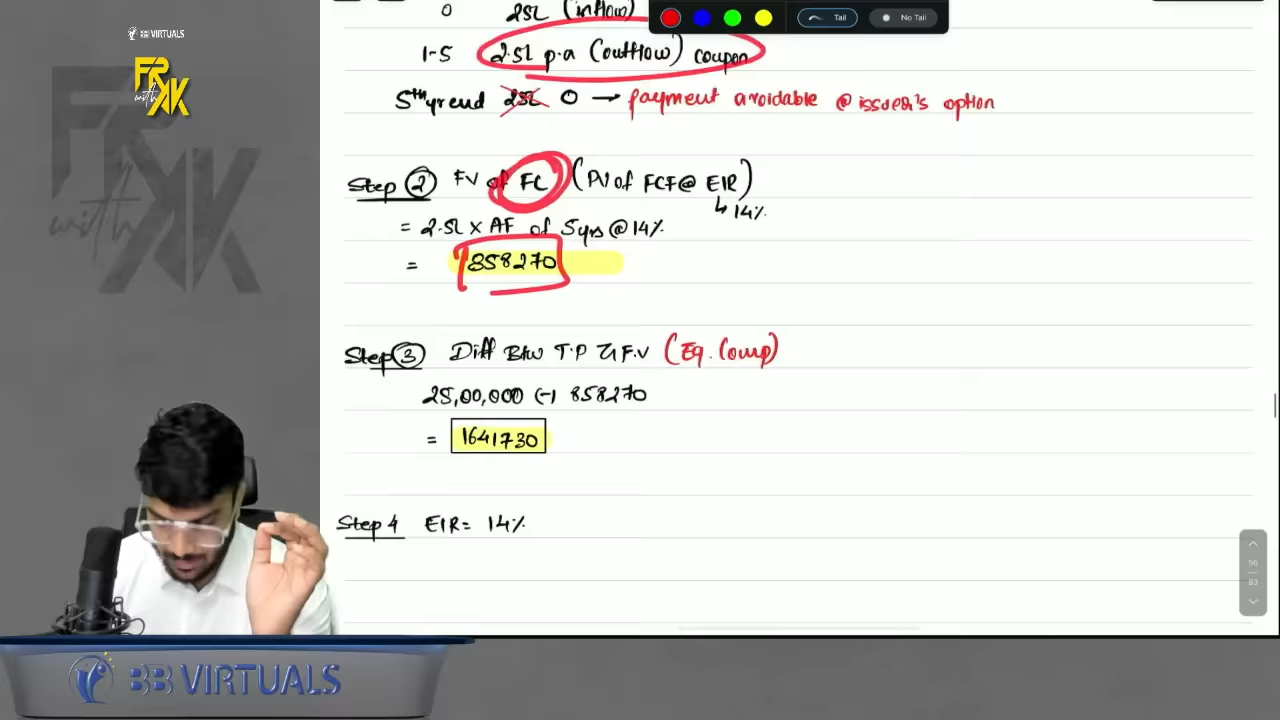 0 25L (inflow)
Tail
No Tail
BB VIRTUALS
1-5 2.5L p.a (outflow) coupon
FR with KK
5th yr end 25L 0 → payment avoidable @ issuer's option
Step ② FV of FC (PV of FCF @ EIR)
↳ 14%
= 2.5L X AF of 5yrs @ 14%
= 858270
Step ③ Diff Btw T.P & F.V (Eq. Comp)
25,00,000 (-) 858270
= 1641730
Step 4 EIR = 14%
56
83
BB VIRTUALS